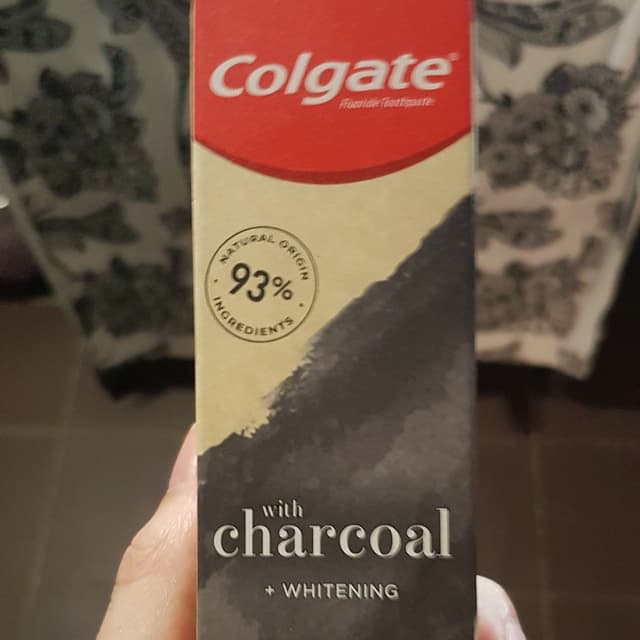 Colgate
Fluoride Toothpaste
NATURAL ORIGIN
93%
INGREDIENTS
with
charcoal
+ WHITENING